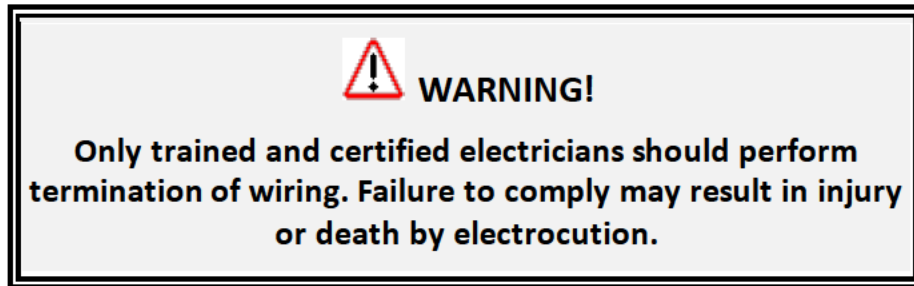 WARNING!
Only trained and certified electricians should perform
termination of wiring. Failure to comply may result in injury
or death by electrocution.